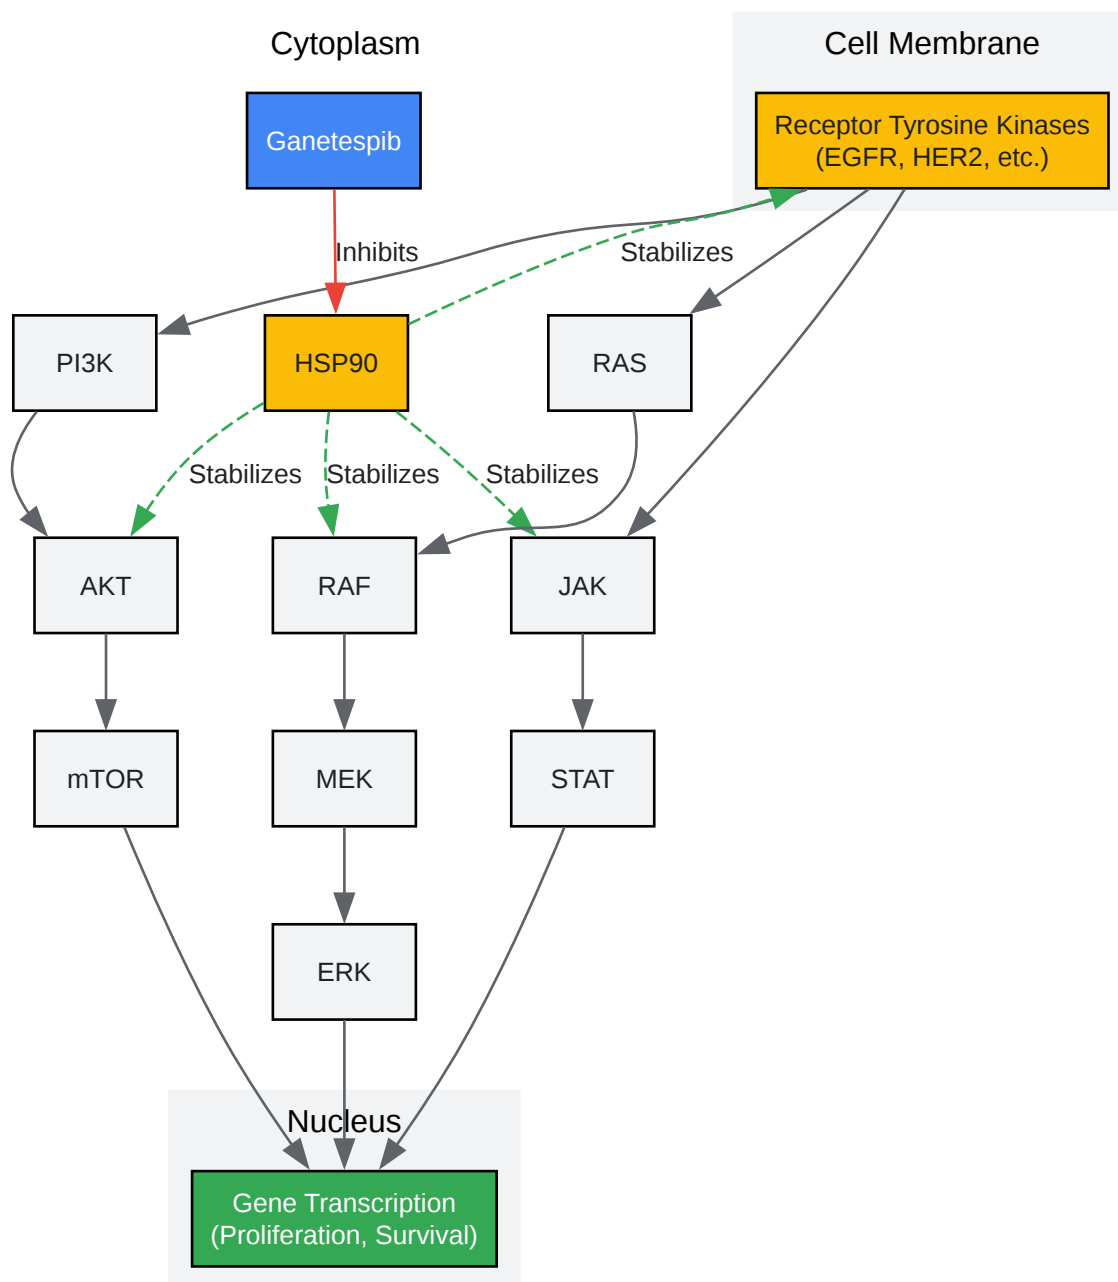 Cytoplasm
Cell Membrane
Ganetespib
Receptor Tyrosine Kinases
(EGFR, HER2, etc.)
Inhibits
Stabilizes
PI3K
HSP90
RAS
Stabilizes
Stabilizes
Stabilizes
AKT
RAF
JAK
mTOR
MEK
STAT
ERK
Nucleus
Gene Transcription
(Proliferation, Survival)